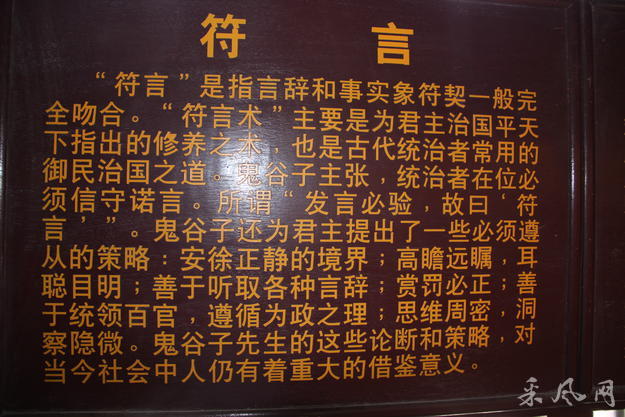 符 言
“符言”是指言辞和事实象符契一般完
全吻合。“符言术”主要是为君主治国平天
下指出的修养之术，也是古代统治者常用的
御民治国之道。鬼谷子主张，统治者在位必
须信守诺言。所谓“发言必验，故曰‘符
言’”。鬼谷子还为君主提出了一些必须遵
从的策略：安徐正静的境界；高瞻远瞩，耳
聪目明；善于听取各种言辞；赏罚必正；善
于统领百官，遵循为政之理；思维周密，洞
察隐微。鬼谷子先生的这些论断和策略，对
当今社会中人仍有着重大的借鉴意义。
采风网